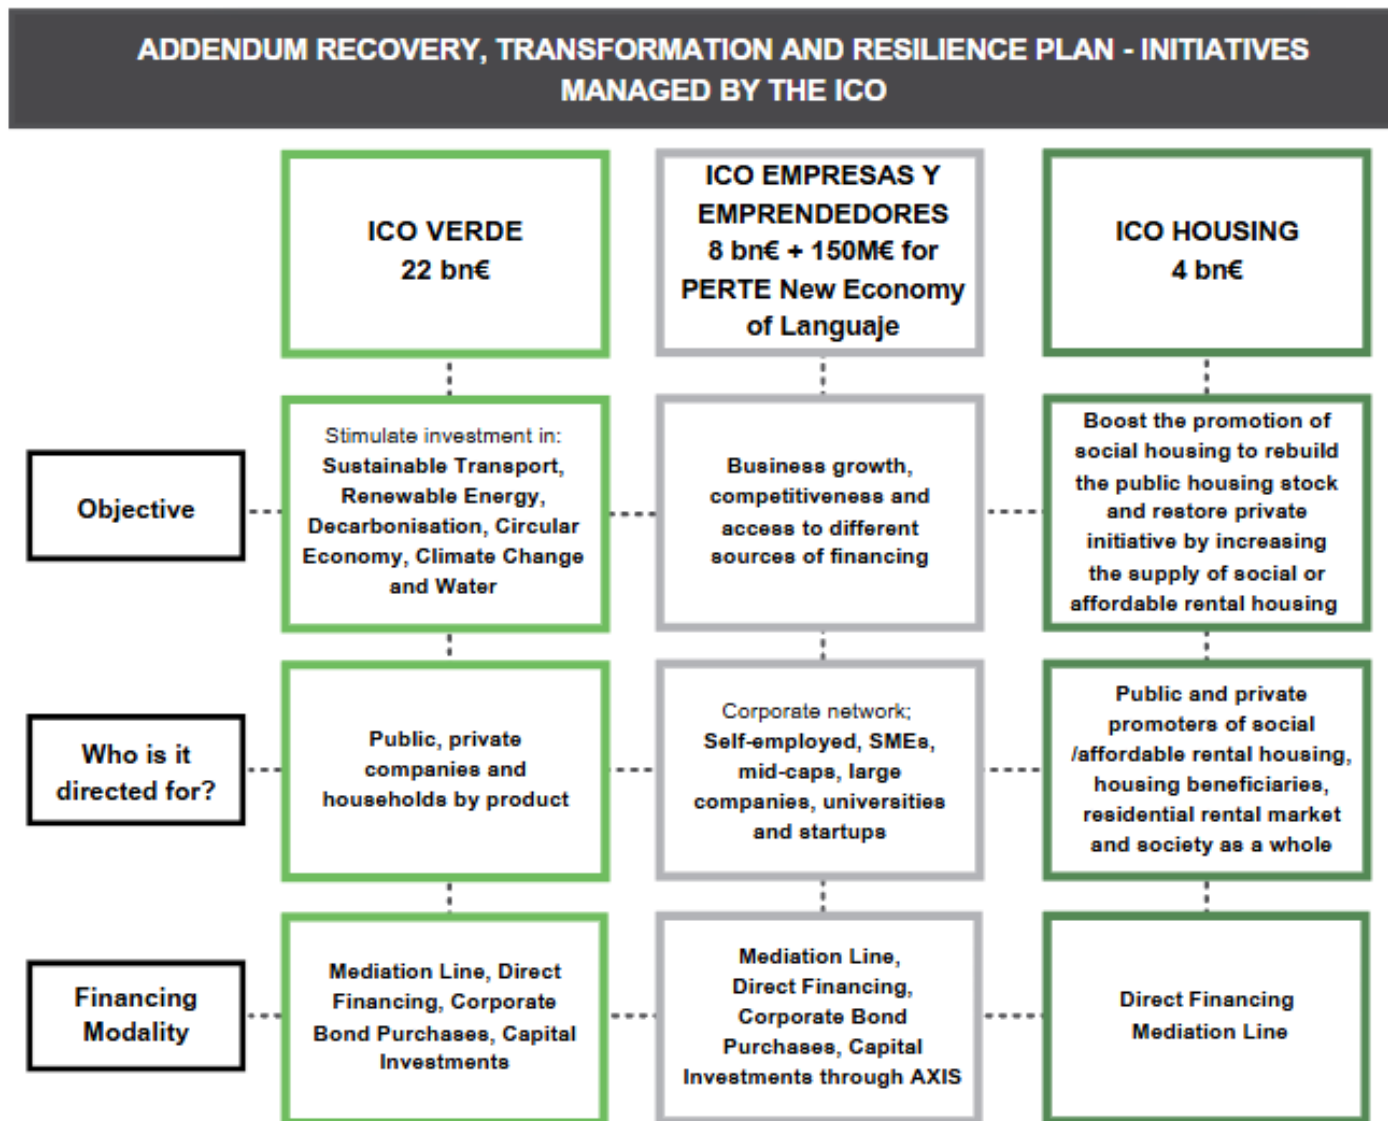 ADDENDUM RECOVERY, TRANSFORMATION AND RESILIENCE PLAN - INITIATIVES
MANAGED BY THE ICO
ICO VERDE
22 bn€
ICO EMPRESAS Y
EMPRENDEDORES
8 bn€ + 150M€ for
PERTE New Economy
of Languaje
ICO HOUSING
4 bn€
Objective
Stimulate investment in:
Sustainable Transport,
Renewable Energy,
Decarbonisation, Circular
Economy, Climate Change
and Water
Business growth,
competitiveness and
access to different
sources of financing
Boost the promotion of
social housing to rebuild
the public housing stock
and restore private
initiative by increasing
the supply of social or
affordable rental housing
Who is it
directed for?
Public, private
companies and
households by product
Corporate network;
Self-employed, SMEs,
mid-caps, large
companies, universities
and startups
Public and private
promoters of social
/affordable rental housing,
housing beneficiaries,
residential rental market
and society as a whole
Financing
Modality
Mediation Line, Direct
Financing, Corporate
Bond Purchases, Capital
Investments
Mediation Line,
Direct Financing,
Corporate Bond
Purchases, Capital
Investments through AXIS
Direct Financing
Mediation Line